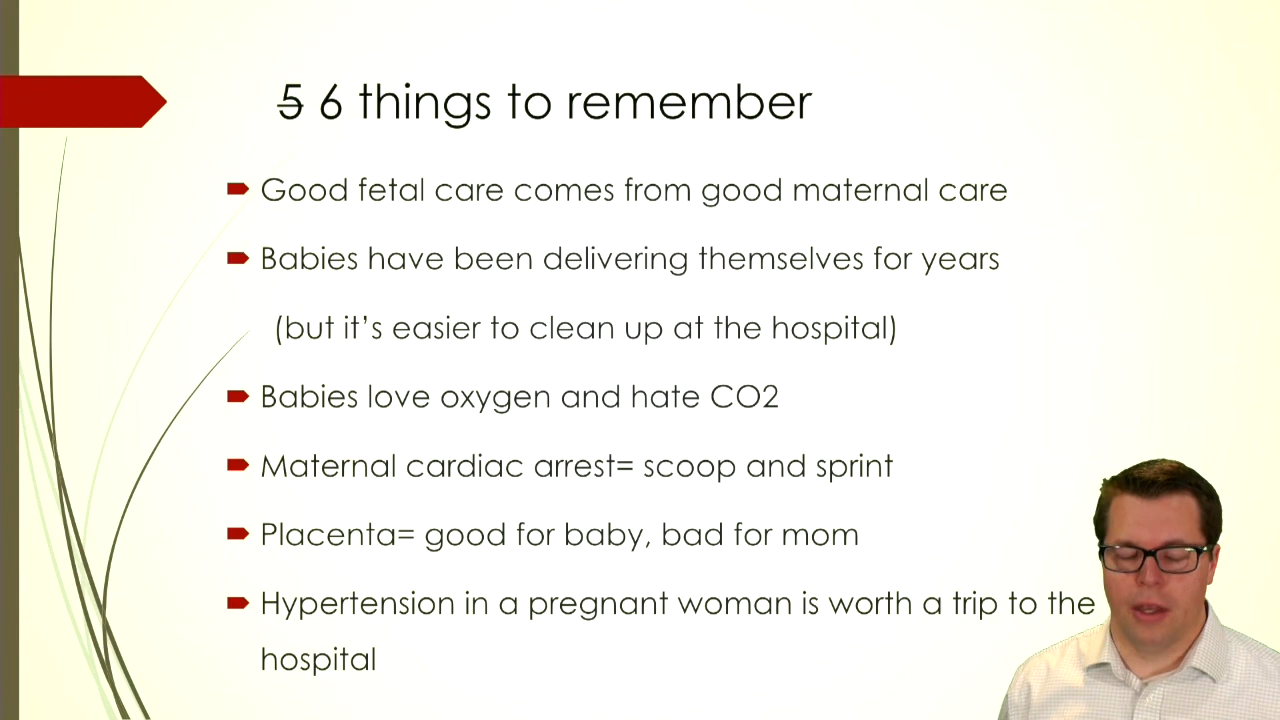 5 6 things to remember
Good fetal care comes from good maternal care
Babies have been delivering themselves for years
(but it's easier to clean up at the hospital)
Babies love oxygen and hate CO2
Maternal cardiac arrest= scoop and sprint
Placenta= good for baby, bad for mom
Hypertension in a pregnant woman is worth a trip to the
hospital